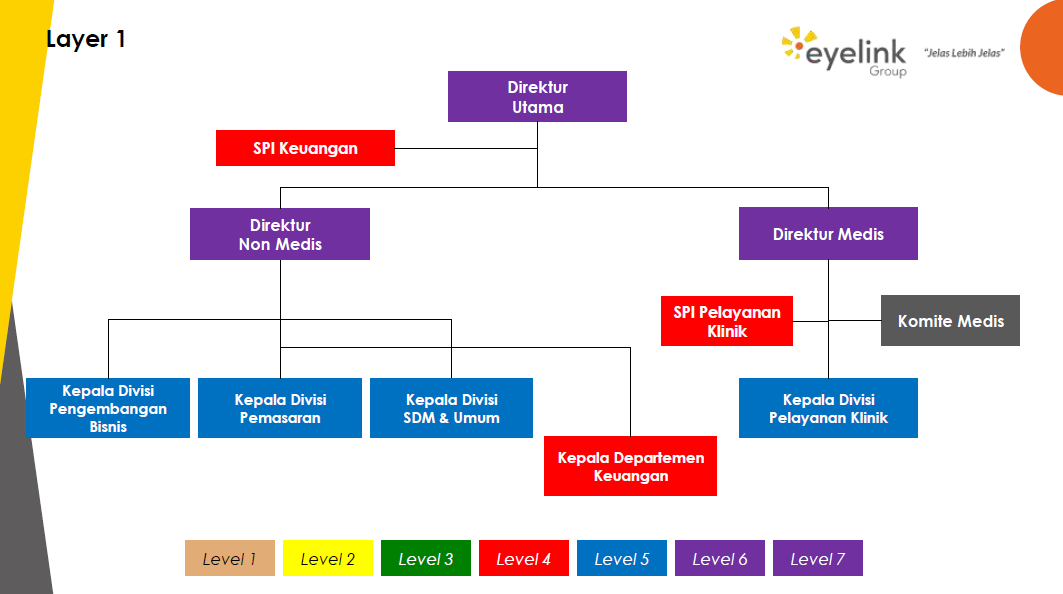 Layer 1
eyelink
Group
“Jelas Lebih Jelas”
Direktur
Utama
SPI Keuangan
Direktur
Non Medis
Direktur Medis
SPI Pelayanan
Klinik
Komite Medis
Kepala Divisi
Pengembangan
Bisnis
Kepala Divisi
Pemasaran
Kepala Divisi
SDM & Umum
Kepala Divisi
Pelayanan Klinik
Kepala Departemen
Keuangan
Level 1
Level 2
Level 3
Level 4
Level 5
Level 6
Level 7